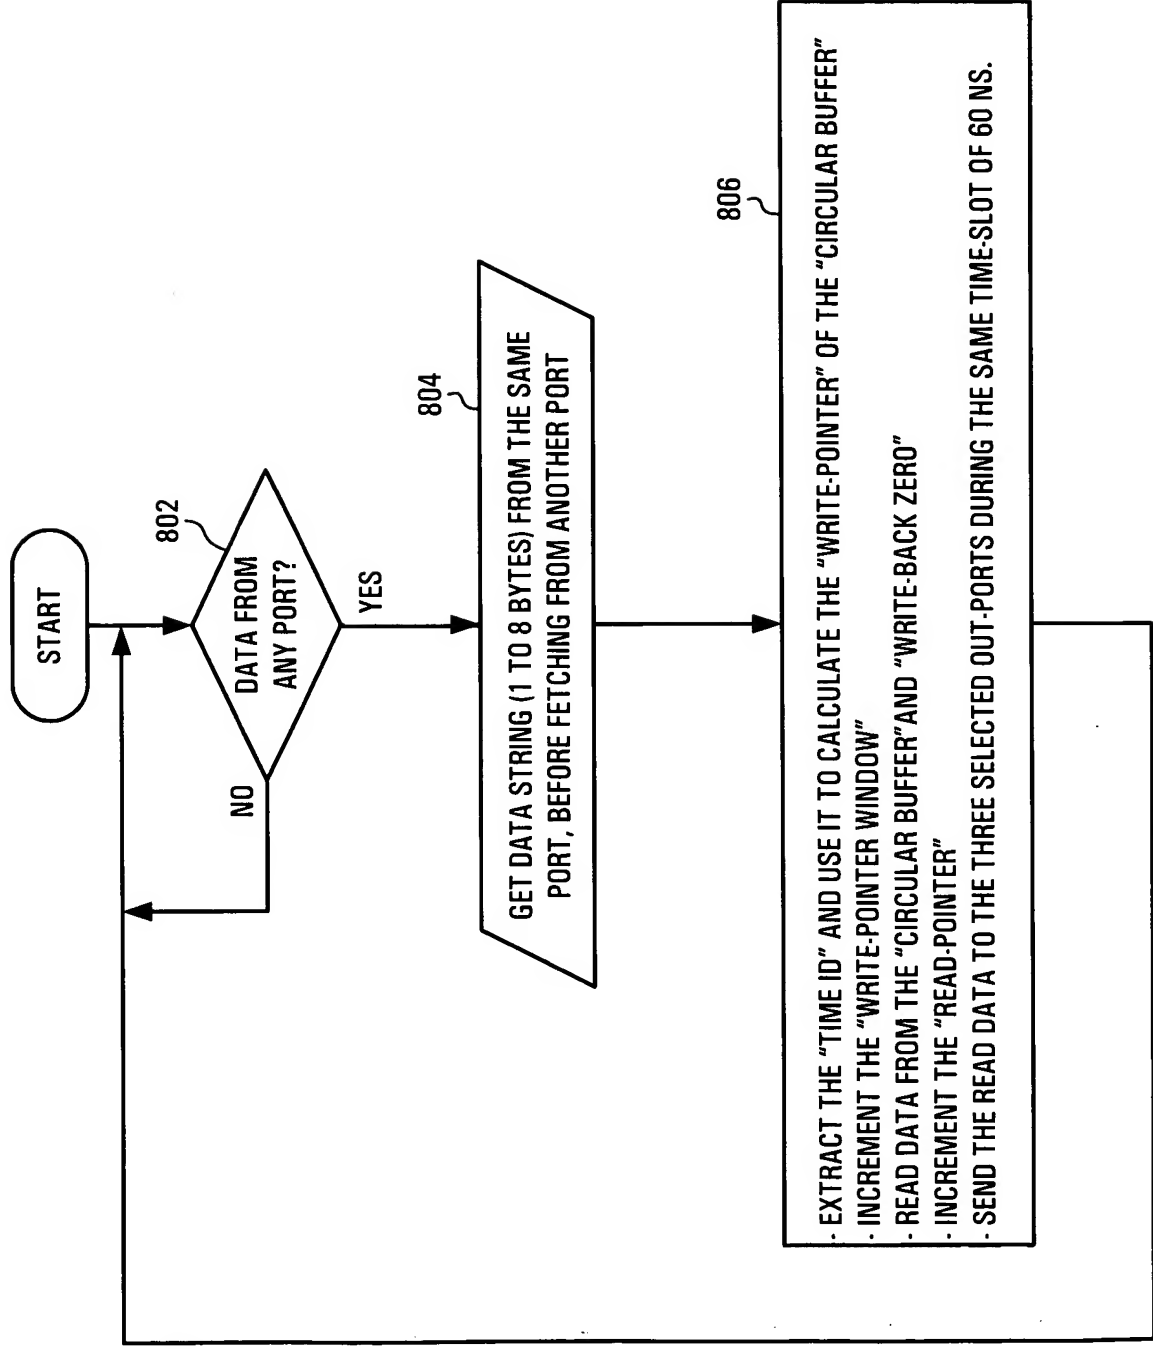 START
802
DATA FROM
ANY PORT?
NO
YES
804
GET DATA STRING (1 TO 8 BYTES) FROM THE SAME
PORT, BEFORE FETCHING FROM ANOTHER PORT
806
· EXTRACT THE "TIME ID" AND USE IT TO CALCULATE THE "WRITE-POINTER" OF THE "CIRCULAR BUFFER"
· INCREMENT THE "WRITE-POINTER WINDOW"
· READ DATA FROM THE "CIRCULAR BUFFER"AND "WRITE-BACK ZERO"
· INCREMENT THE "READ-POINTER"
· SEND THE READ DATA TO THE THREE SELECTED OUT-PORTS DURING THE SAME TIME-SLOT OF 60 NS.